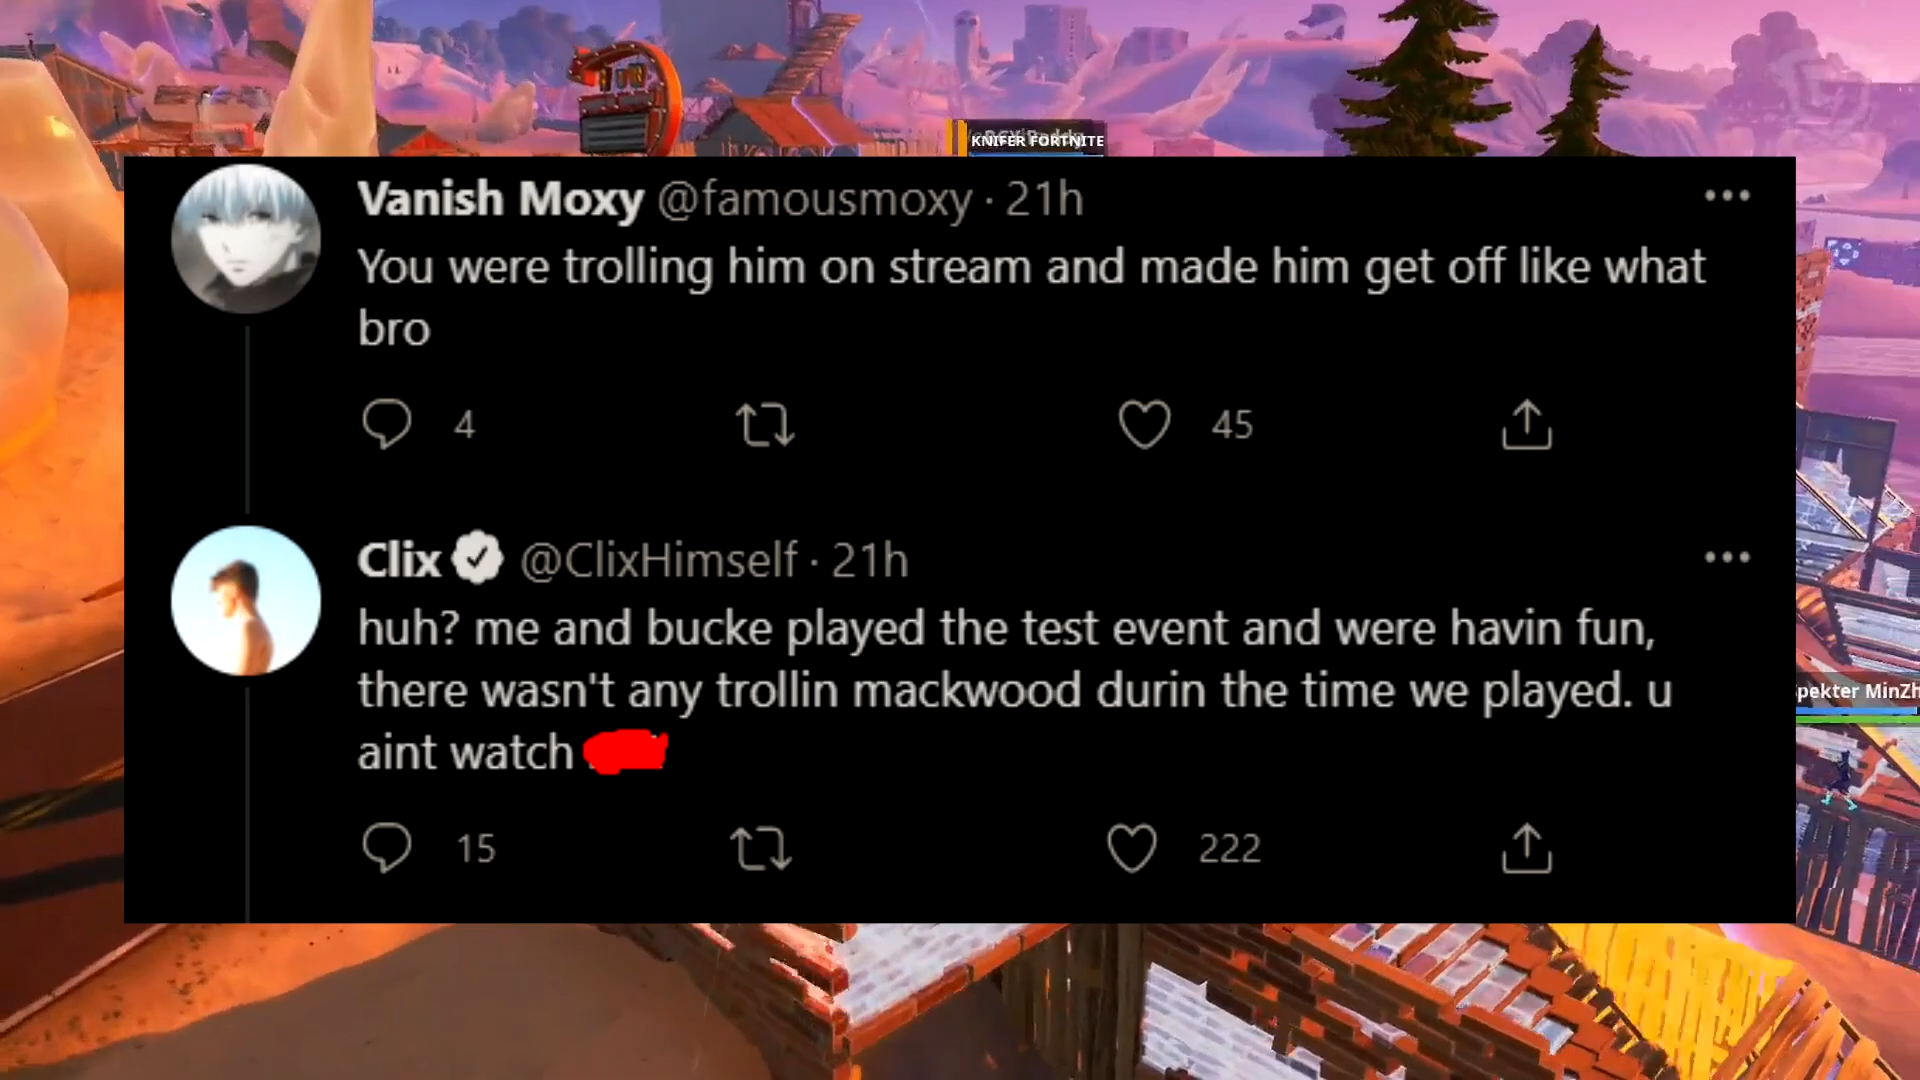 KNIFER FORTNITE
Vanish Moxy @famousmoxy · 21h
You were trolling him on stream and made him get off like what
bro
4 45
Clix @ClixHimself · 21h
huh? me and bucke played the test event and were havin fun,
there wasn't any trollin mackwood durin the time we played. u
aint watch
15 222
pekter MinZh